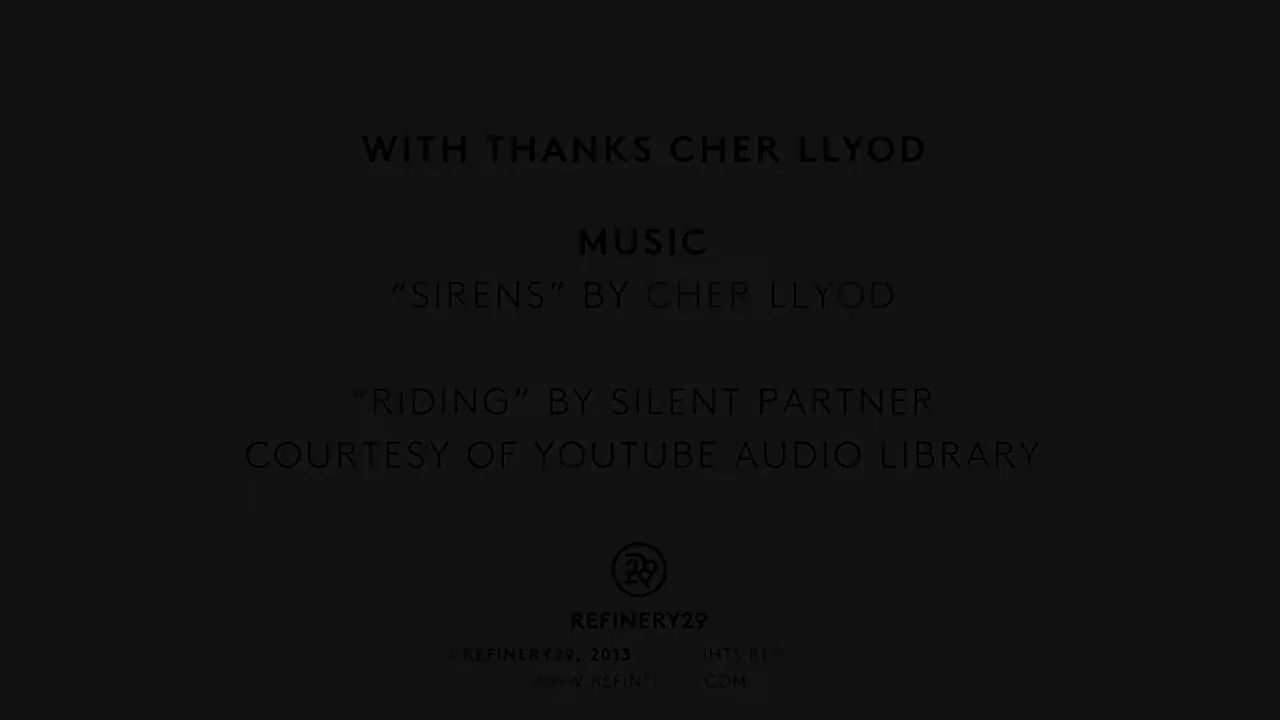 WITH THANKS CHER LLYOD
MUSIC
“SIRENS” BY CHER LLYOD
“RIDING” BY SILENT PARTNER
COURTESY OF YOUTUBE AUDIO LIBRARY
REFINERY29
REFINERY29, 2013